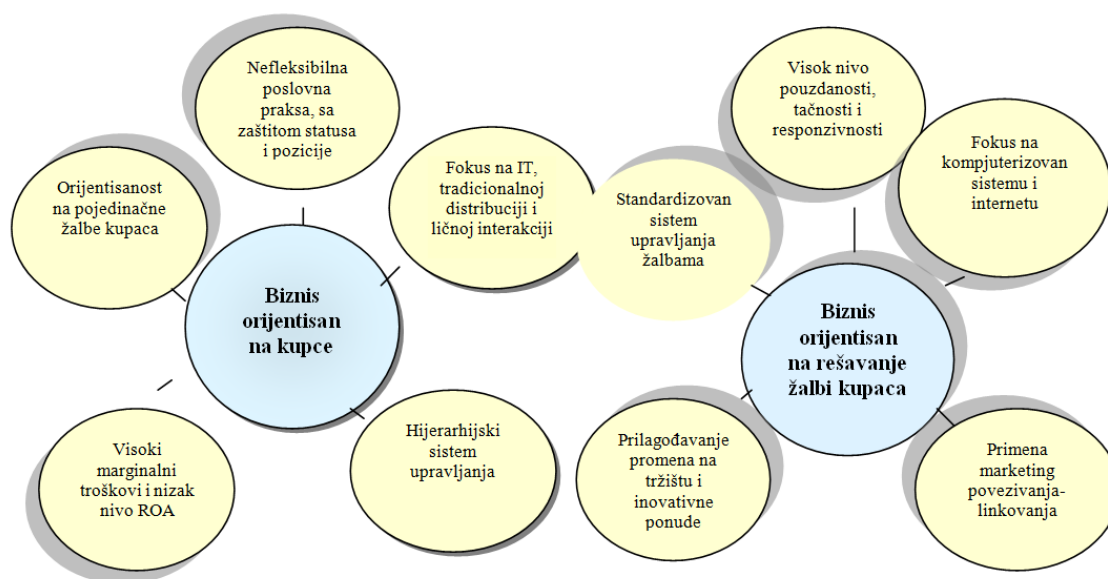 Nefleksibilna
poslovna
praksa, sa
zaštitom statusa
i pozicije
Orijentisanost
na pojedinačne
žalbe kupaca
Fokus na IT,
tradicionalnoj
distribuciji i
ličnoj interakciji
Biznis
orijentisan
na kupce
Visoki
marginalni
troškovi i nizak
nivo ROA
Hijerarhijski
sistem
upravljanja
Visok nivo
pouzdanosti,
tačnosti i
responzivnosti
Fokus na
kompjuterizovan
sistemu i
internetu
Standardizovan
sistem
upravljanja
žalbama
Biznis
orijentisan
na rešavanje
žalbi kupaca
Prilagođavanje
promena na
tržištu i
inovativne
ponude
Primena
marketing
povezivanja-
linkovanja